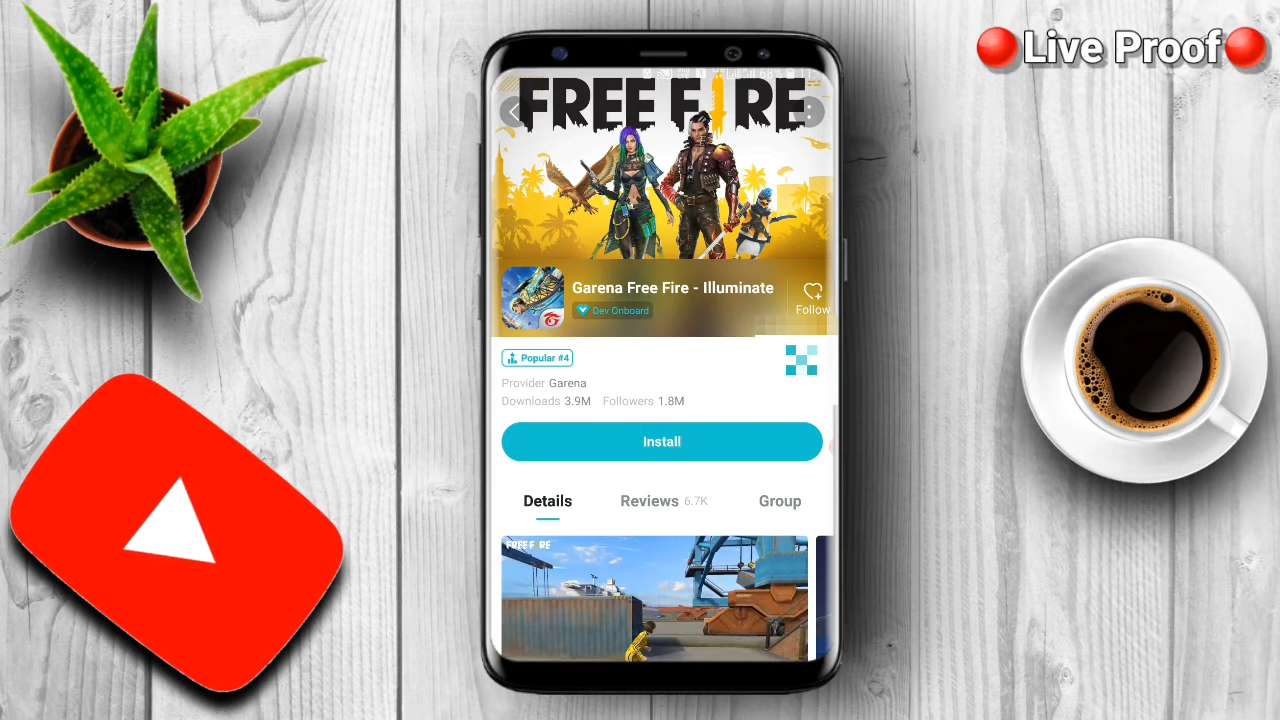 Live Proof
FREE FIRE
Garena Free Fire - Illuminate
Dev Onboard
Follow
Popular #4
Provider Garena
Downloads 3.9M Followers 1.8M
Install
Details Reviews 6.7K Group
FREE FIRE